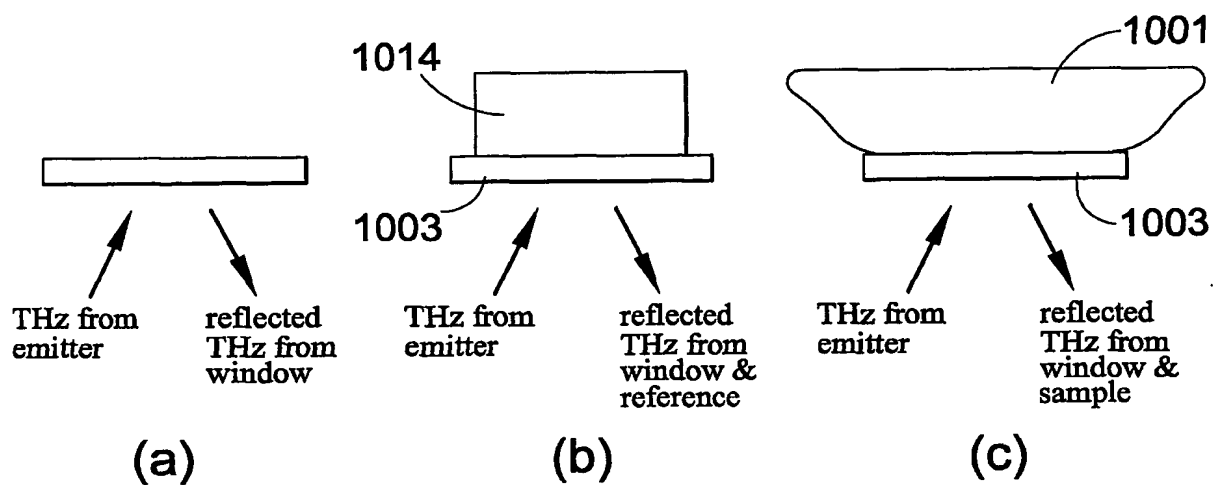 1014
1001
1003
1003
THz from
emitter
reflected
THz from
window
THz from
emitter
reflected
THz from
window &
reference
THz from
emitter
reflected
THz from
window &
sample
(a)
(b)
(c)